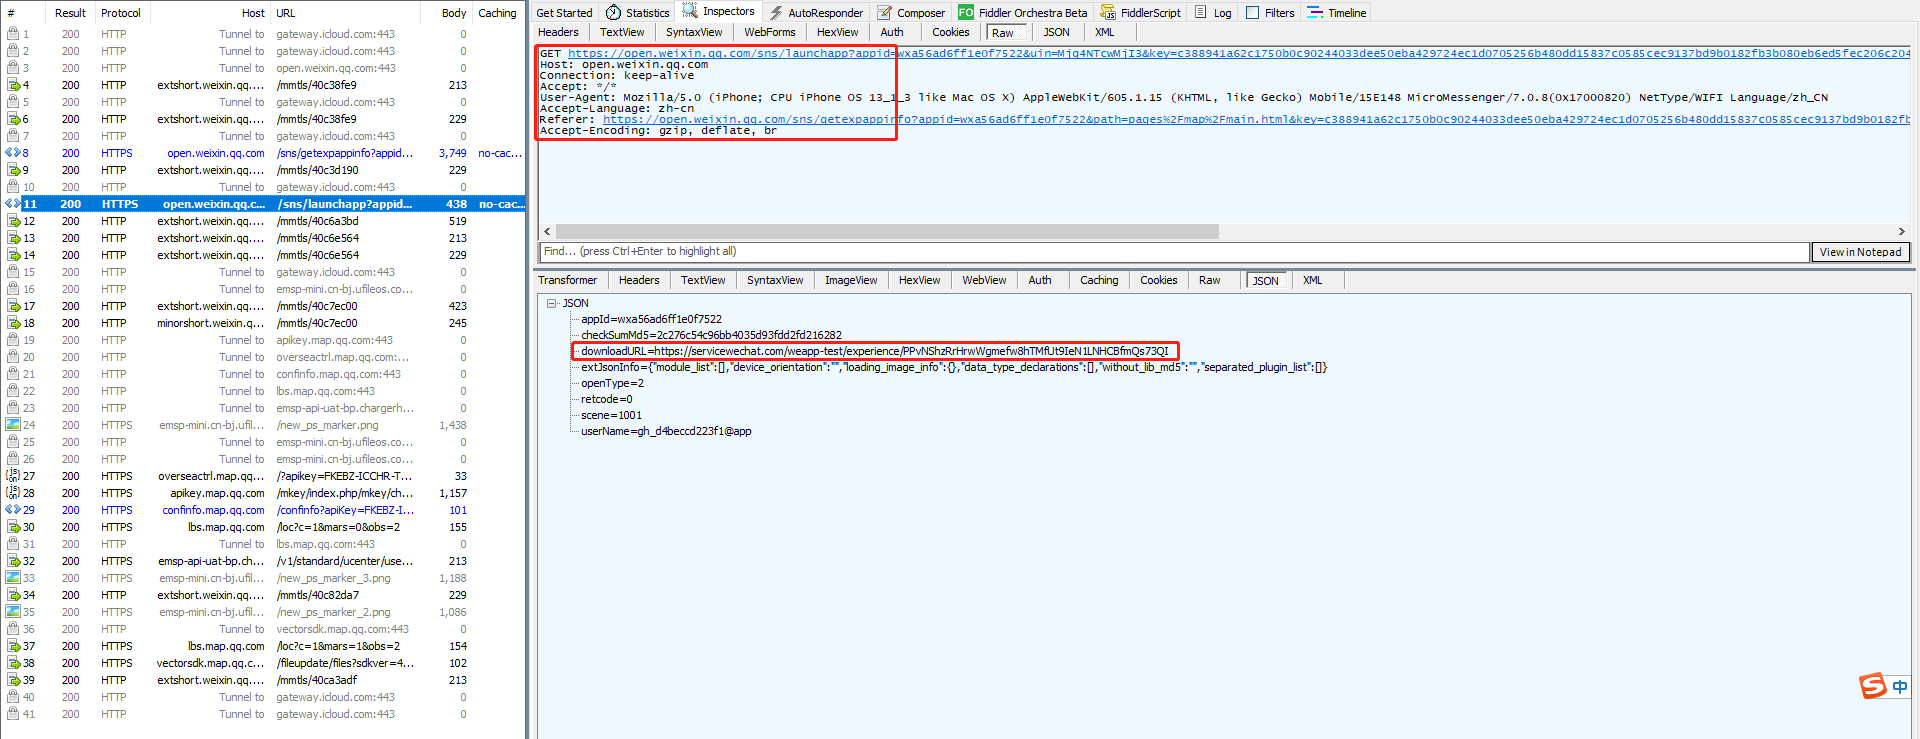 # Result Protocol Host URL Body Caching
1 200 HTTP Tunnel to gateway.icloud.com:443 0
2 200 HTTP Tunnel to gateway.icloud.com:443 0
3 200 HTTP Tunnel to open.weixin.qq.com:443 0
4 200 HTTP extshort.weixin.qq.... /mmtls/40c38fe9 213
5 200 HTTP Tunnel to gateway.icloud.com:443 0
6 200 HTTP extshort.weixin.qq.... /mmtls/40c38fe9 229
7 200 HTTP Tunnel to gateway.icloud.com:443 0
8 200 HTTPS open.weixin.qq.com /sns/getexpappinfo?appid... 3,749 no-cac...
9 200 HTTP extshort.weixin.qq.... /mmtls/40c3d190 229
10 200 HTTP Tunnel to gateway.icloud.com:443 0
11 200 HTTPS open.weixin.qq.c... /sns/launchapp?appid... 438 no-cac...
12 200 HTTP extshort.weixin.qq.... /mmtls/40c6a3bd 519
13 200 HTTP extshort.weixin.qq.... /mmtls/40c6e564 213
14 200 HTTP extshort.weixin.qq.... /mmtls/40c6e564 229
15 200 HTTP Tunnel to gateway.icloud.com:443 0
16 200 HTTP Tunnel to emsp-mini.cn-bj.ufileos.co... 0
17 200 HTTP extshort.weixin.qq.... /mmtls/40c7ec00 423
18 200 HTTP minorshort.weixin.q... /mmtls/40c7ec00 245
19 200 HTTP Tunnel to apikey.map.qq.com:443 0
20 200 HTTP Tunnel to overseactrl.map.qq.com:... 0
21 200 HTTP Tunnel to confinfo.map.qq.com:443 0
22 200 HTTP Tunnel to lbs.map.qq.com:443 0
23 200 HTTP Tunnel to emsp-api-uat-bp.chargerh... 0
24 200 HTTPS emsp-mini.cn-bj.ufil... /new_ps_marker.png 1,438
25 200 HTTP Tunnel to emsp-mini.cn-bj.ufileos.co... 0
26 200 HTTP Tunnel to emsp-mini.cn-bj.ufileos.co... 0
27 200 HTTPS overseactrl.map.qq... /?apikey=FKEBZ-ICCHR-T... 33
28 200 HTTPS apikey.map.qq.com /mkey/index.php/mkey/ch... 1,157
29 200 HTTPS confinfo.map.qq.com /confinfo?apiKey=FKEBZ-I... 101
30 200 HTTPS lbs.map.qq.com /loc?c=1&mars=0&obs=2 155
31 200 HTTP Tunnel to lbs.map.qq.com:443 0
32 200 HTTPS emsp-api-uat-bp.ch... /v1/standard/ucenter/use... 213
33 200 HTTPS emsp-mini.cn-bj.ufil... /new_ps_marker_3.png 1,188
34 200 HTTP extshort.weixin.qq.... /mmtls/40c82da7 229
35 200 HTTPS emsp-mini.cn-bj.ufil... /new_ps_marker_2.png 1,086
36 200 HTTP Tunnel to vectorsdk.map.qq.com:443 0
37 200 HTTPS lbs.map.qq.com /loc?c=1&mars=1&obs=2 154
38 200 HTTPS vectorsdk.map.qq.c... /fileupdate/files?sdkver=4... 102
39 200 HTTP extshort.weixin.qq.... /mmtls/40ca3adf 213
40 200 HTTP Tunnel to gateway.icloud.com:443 0
41 200 HTTP Tunnel to gateway.icloud.com:443 0
Get Started Statistics Inspectors AutoResponder Composer FO Fiddler Orchestra Beta FiddlerScript Log Filters Timeline
Headers TextView SyntaxView WebForms HexView Auth Cookies Raw JSON XML
GET https://open.weixin.qq.com/sns/launchapp?appid=wxa56ad6ff1e0f7522&uin=Mjq4NTcwMjI3&key=c388941a62c1750b0c90244033dee50eba429724ec1d0705256b480dd15837c0585cec9137bd9b0182fb3b080eb6ed5fec206c204
Host: open.weixin.qq.com
Connection: keep-alive
Accept: */*
User-Agent: Mozilla/5.0 (iPhone; CPU iPhone OS 13_1_3 like Mac OS X) AppleWebKit/605.1.15 (KHTML, like Gecko) Mobile/15E148 MicroMessenger/7.0.8(0x17000820) NetType/WIFI Language/zh_CN
Accept-Language: zh-cn
Referer: https://open.weixin.qq.com/sns/getexpappinfo?appid=wxa56ad6ff1e0f7522&path=pages%2Fmap%2Fmain.html&key=c388941a62c1750b0c90244033dee50eba429724ec1d0705256b480dd15837c0585cec9137bd9b0182fb
Accept-Encoding: gzip, deflate, br
Find... (press Ctrl+Enter to highlight all) View in Notepad
Transformer Headers TextView SyntaxView ImageView HexView WebView Auth Caching Cookies Raw JSON XML
JSON
appId=wxa56ad6ff1e0f7522
checkSumMd5=2c276c54c96bb4035d93fdd2fd216282
downloadURL=https://servicewechat.com/weapp-test/experience/PPvNShzRrHrwWgmefw8hTMfUt9IeN1LNHCBfmQs73QI
extJsonInfo={"module_list":[],"device_orientation":"","loading_image_info":{},"data_type_declarations":[],"without_lib_md5":"","separated_plugin_list":[]}
openType=2
retcode=0
scene=1001
userName=gh_d4beccd223f1@app
中